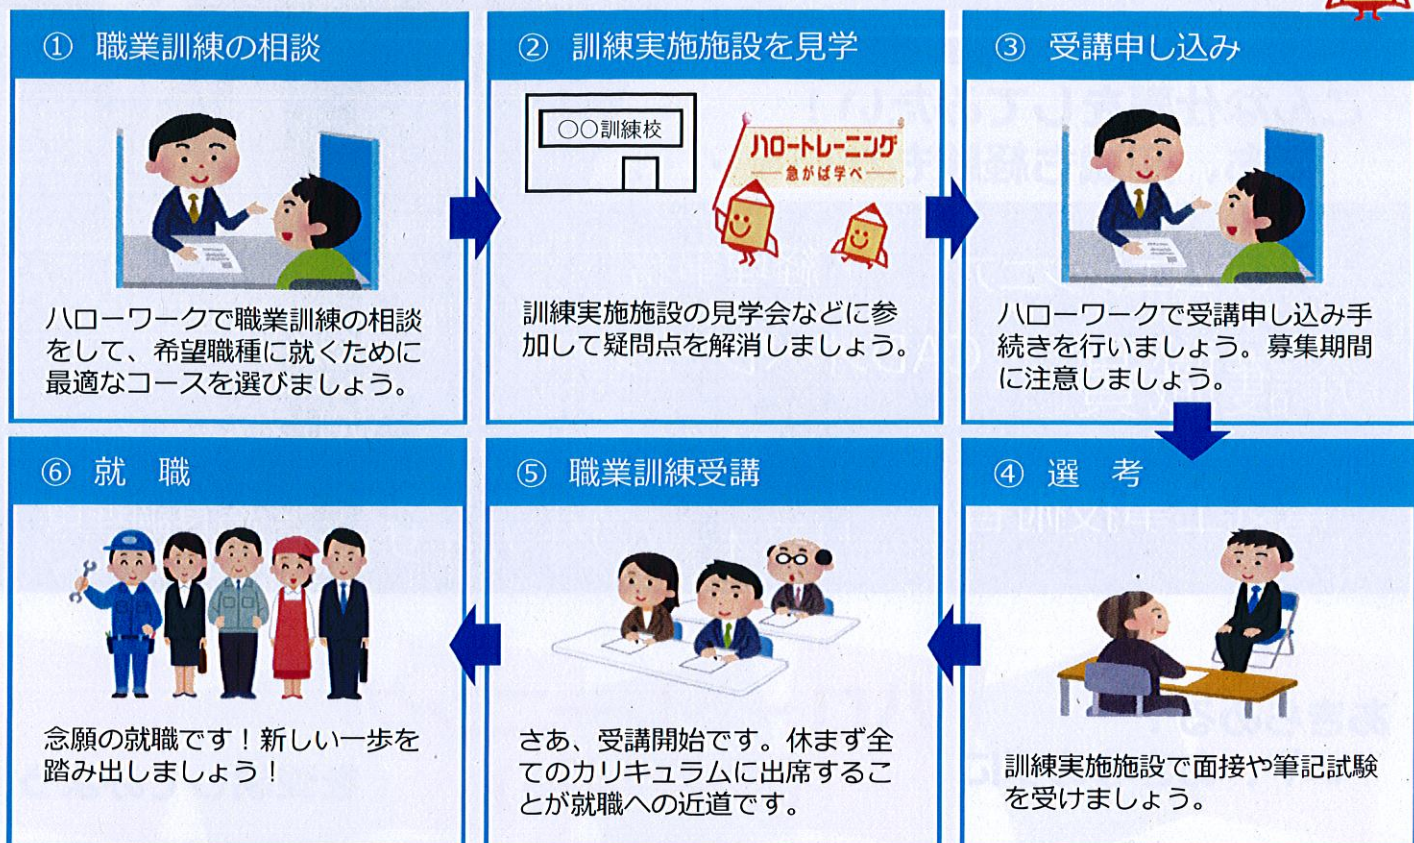 ① 職業訓練の相談
ハローワークで職業訓練の相談
をして、希望職種に就くために
最適なコースを選びましょう。
② 訓練実施施設を見学
〇〇訓練校
ハロートレーニング
急がば学べ
訓練実施施設の見学会などに参
加して疑問点を解消しましょう。
③ 受講申し込み
ハローワークで受講申し込み手
続きを行いましょう。募集期間
に注意しましょう。
④ 選 考
訓練実施施設で面接や筆記試験
を受けましょう。
⑤ 職業訓練受講
さあ、受講開始です。休まず全
てのカリキュラムに出席するこ
とが就職への近道です。
⑥ 就 職
念願の就職です！新しい一歩を
踏み出しましょう！